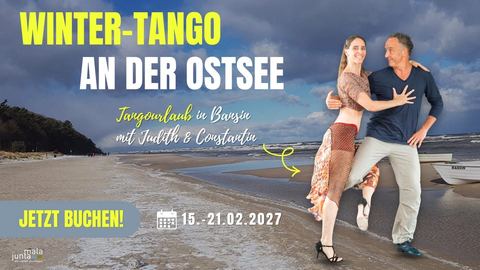 WINTER-TANGO
AN DER OSTSEE
Tangourlaub in Bansin
mit Judith & Constantin
JETZT BUCHEN!
15.-21.02.2027
mala
junta